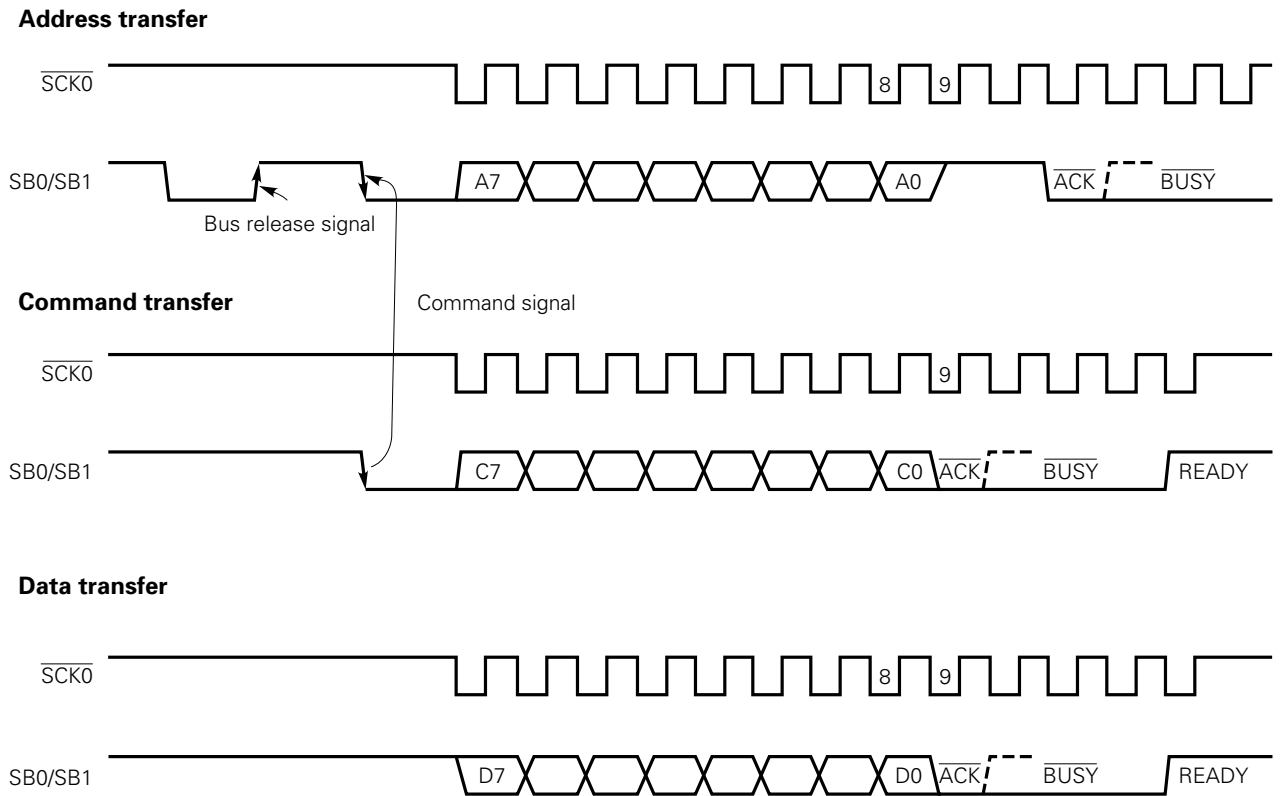 Address transfer
SCK0
8 9
SB0/SB1 A7 A0 ACK BUSY
Bus release signal
Command transfer Command signal
SCK0
9
SB0/SB1 C7 C0 ACK BUSY READY
Data transfer
SCK0
8 9
SB0/SB1 D7 D0 ACK BUSY READY